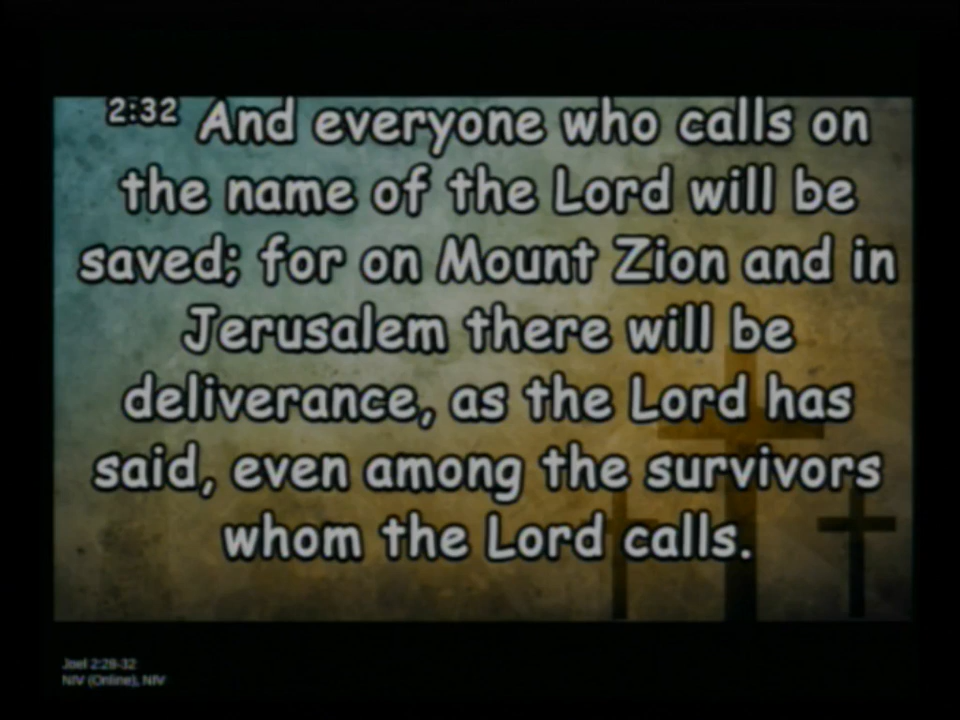 2:32 And everyone who calls on
the name of the Lord will be
saved; for on Mount Zion and in
Jerusalem there will be
deliverance, as the Lord has
said, even among the survivors
whom the Lord calls.
Joel 2:28-32
NIV (Online), NIV